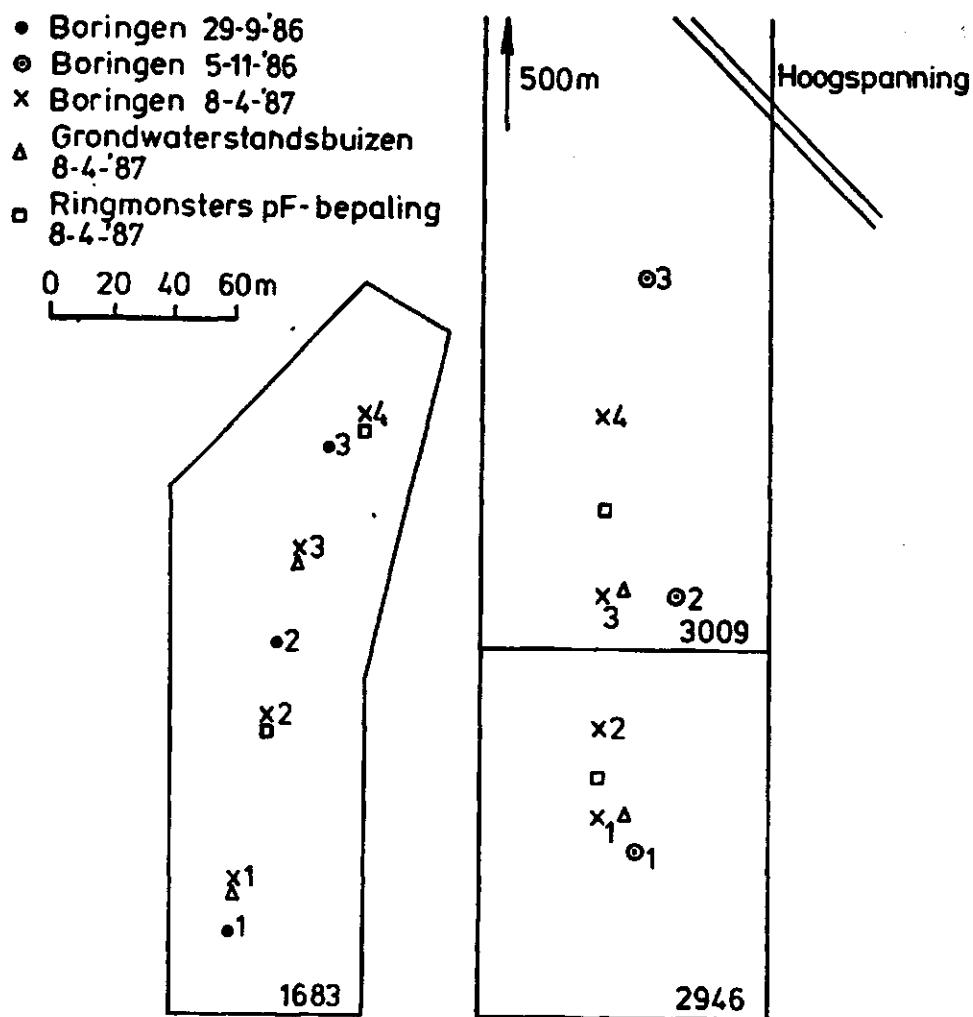 ● Boringen 29-9-'86
⊙ Boringen 5-11-'86
x Boringen 8-4-'87
△ Grondwaterstandsbuizen
8-4-'87
□ Ringmonsters pF-bepaling
8-4-'87
0 20 40 60m
500m
Hoogspanning
3
4
3
2
2
1
1
1683
3
4
2
3
3009
2
1
1
2946